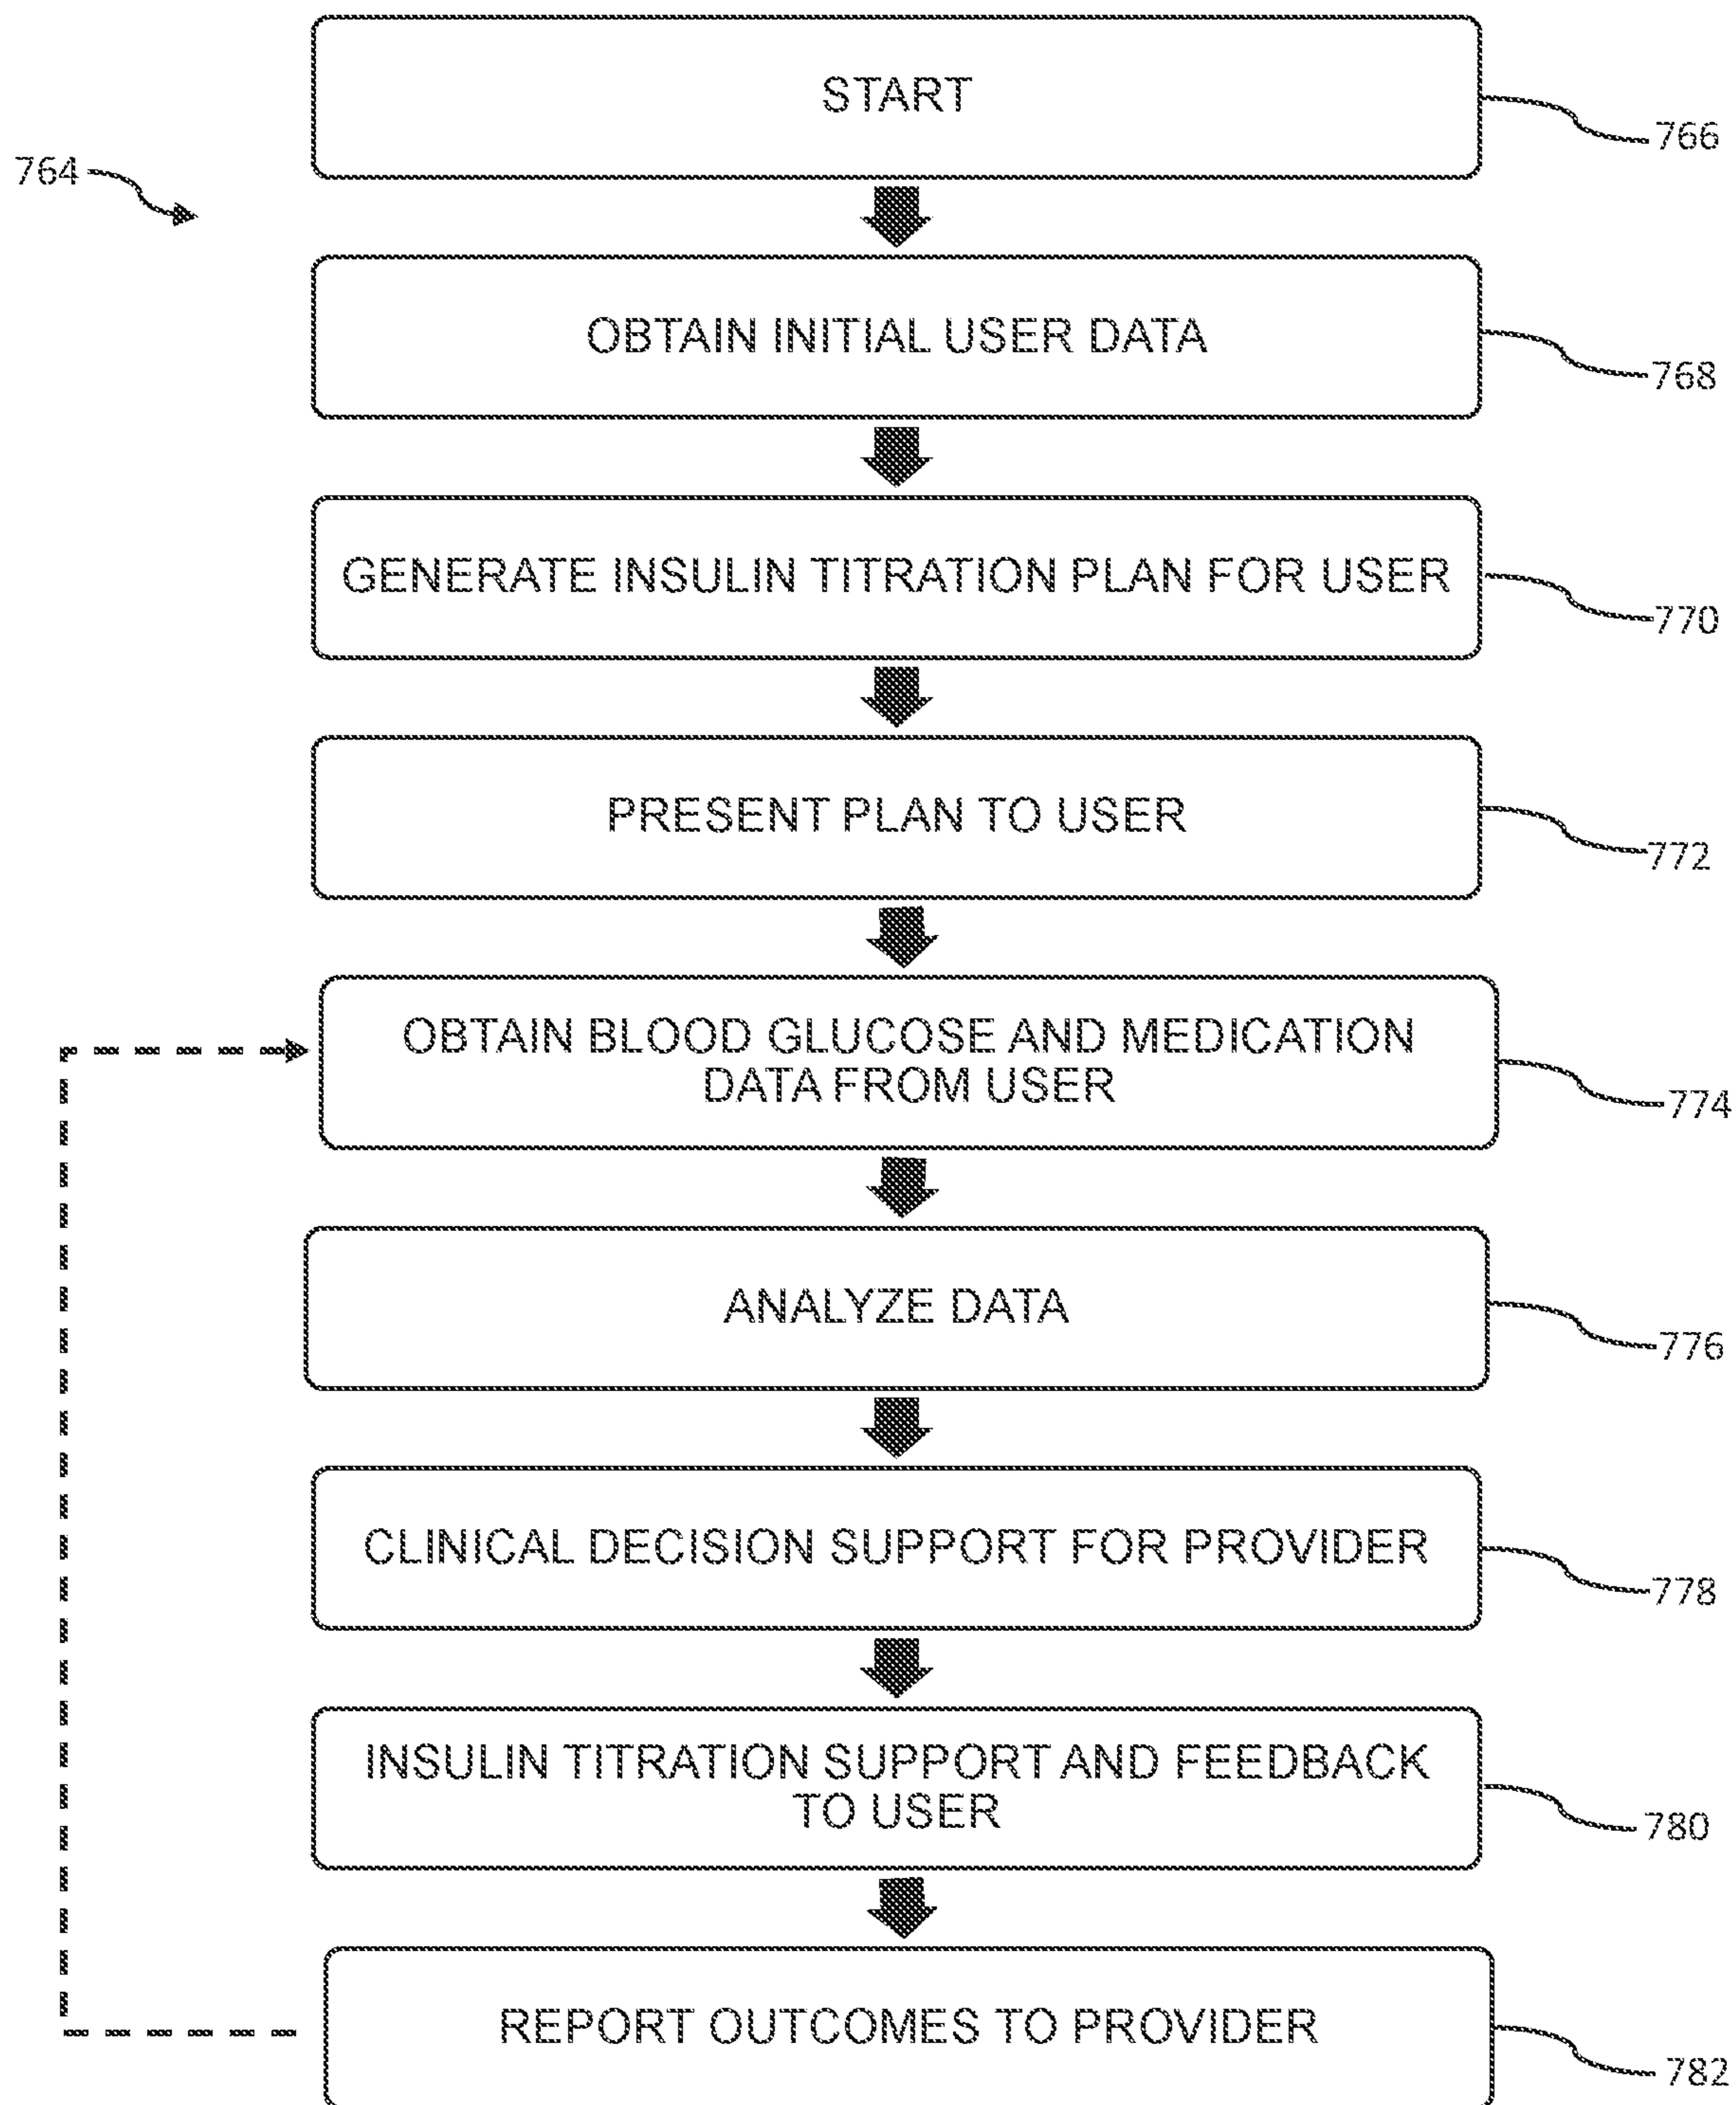 START
766
764
OBTAIN INITIAL USER DATA
768
GENERATE INSULIN TITRATION PLAN FOR USER
770
PRESENT PLAN TO USER
772
OBTAIN BLOOD GLUCOSE AND MEDICATION
DATA FROM USER
774
ANALYZE DATA
776
CLINICAL DECISION SUPPORT FOR PROVIDER
778
INSULIN TITRATION SUPPORT AND FEEDBACK
TO USER
780
REPORT OUTCOMES TO PROVIDER
782